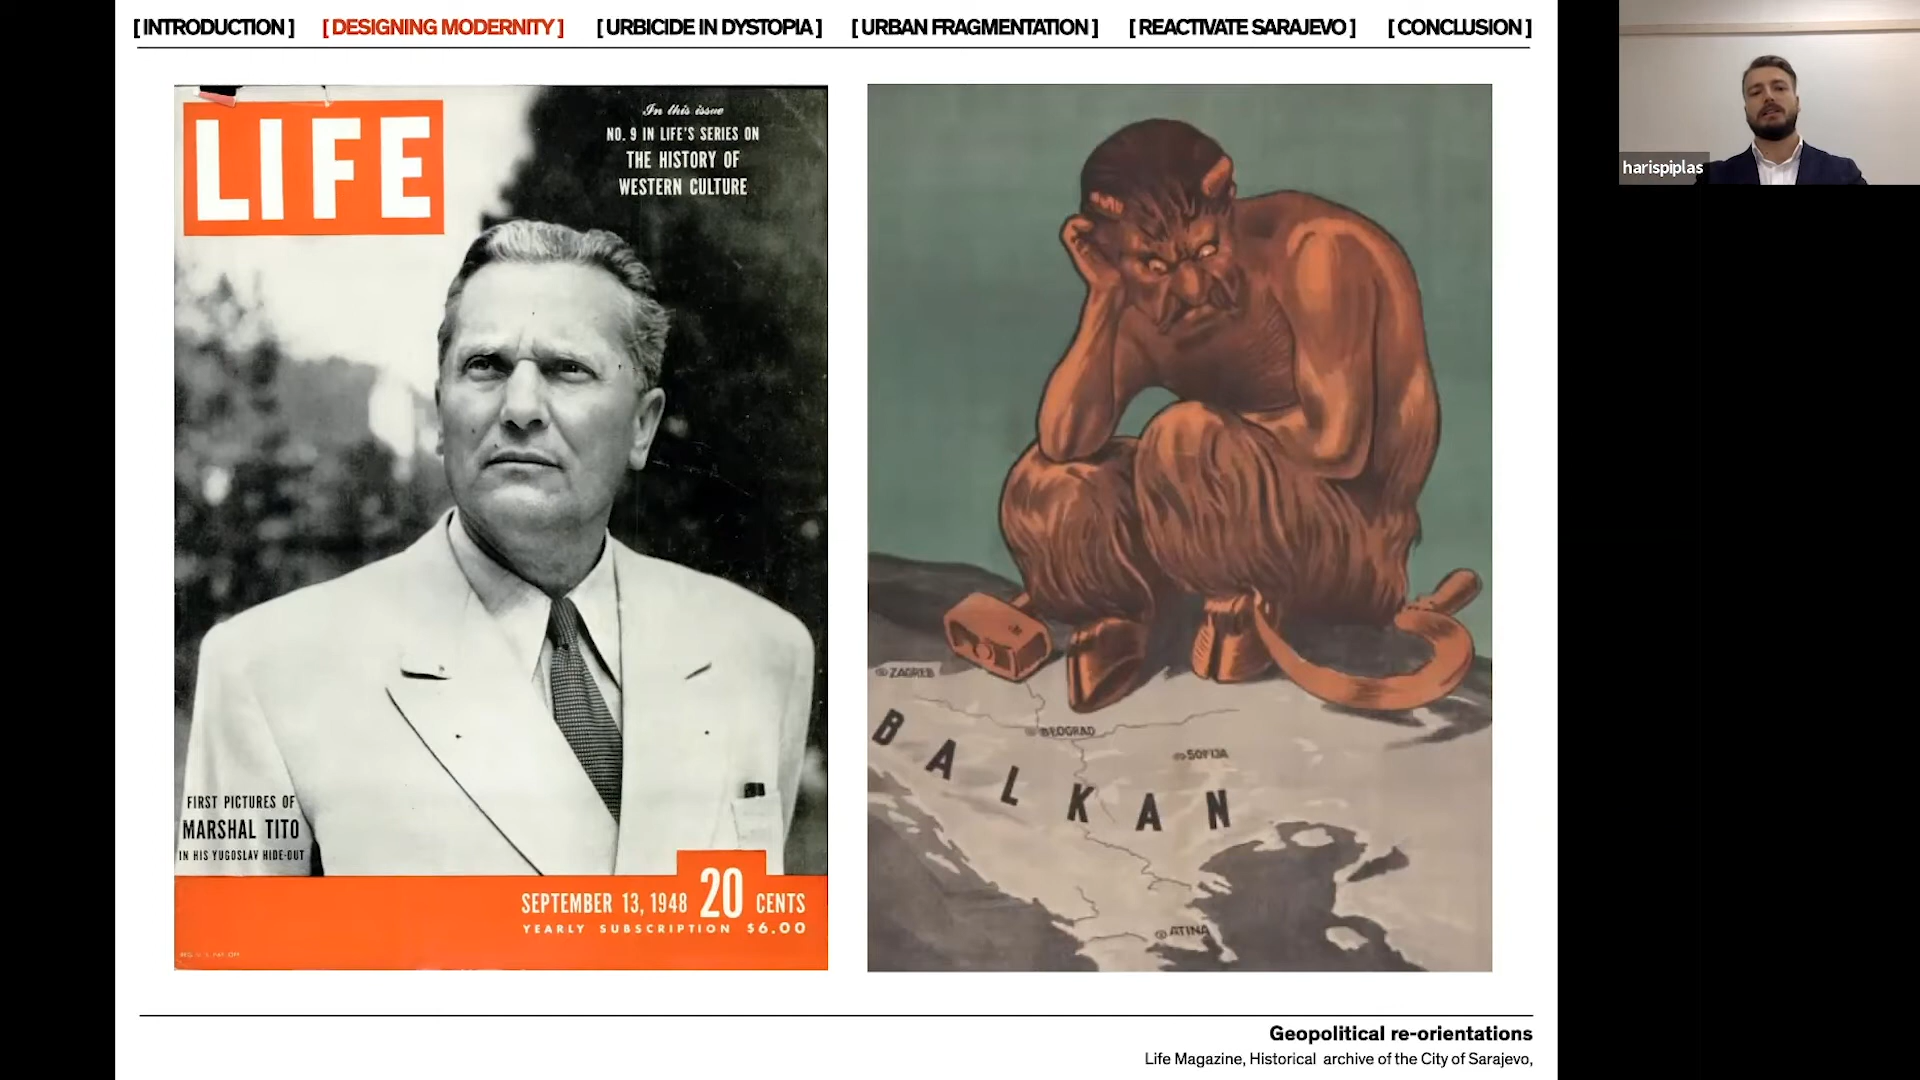 [ INTRODUCTION ] [ DESIGNING MODERNITY ] [ URBICIDE IN DYSTOPIA ] [ URBAN FRAGMENTATION ] [ REACTIVATE SARAJEVO ] [ CONCLUSION ]
LIFE
In this issue
NO. 9 IN LIFE'S SERIES ON
THE HISTORY OF
WESTERN CULTURE
FIRST PICTURES OF
MARSHAL TITO
IN HIS YUGOSLAV HIDE-OUT
SEPTEMBER 13, 1948 20 CENTS
YEARLY SUBSCRIPTION $6.00
REG. U. S. PAT. OFF.
ZAGREB
BEOGRAD
SOFIJA
BALKAN
ATINA
harispiplas
Geopolitical re-orientations
Life Magazine, Historical archive of the City of Sarajevo,